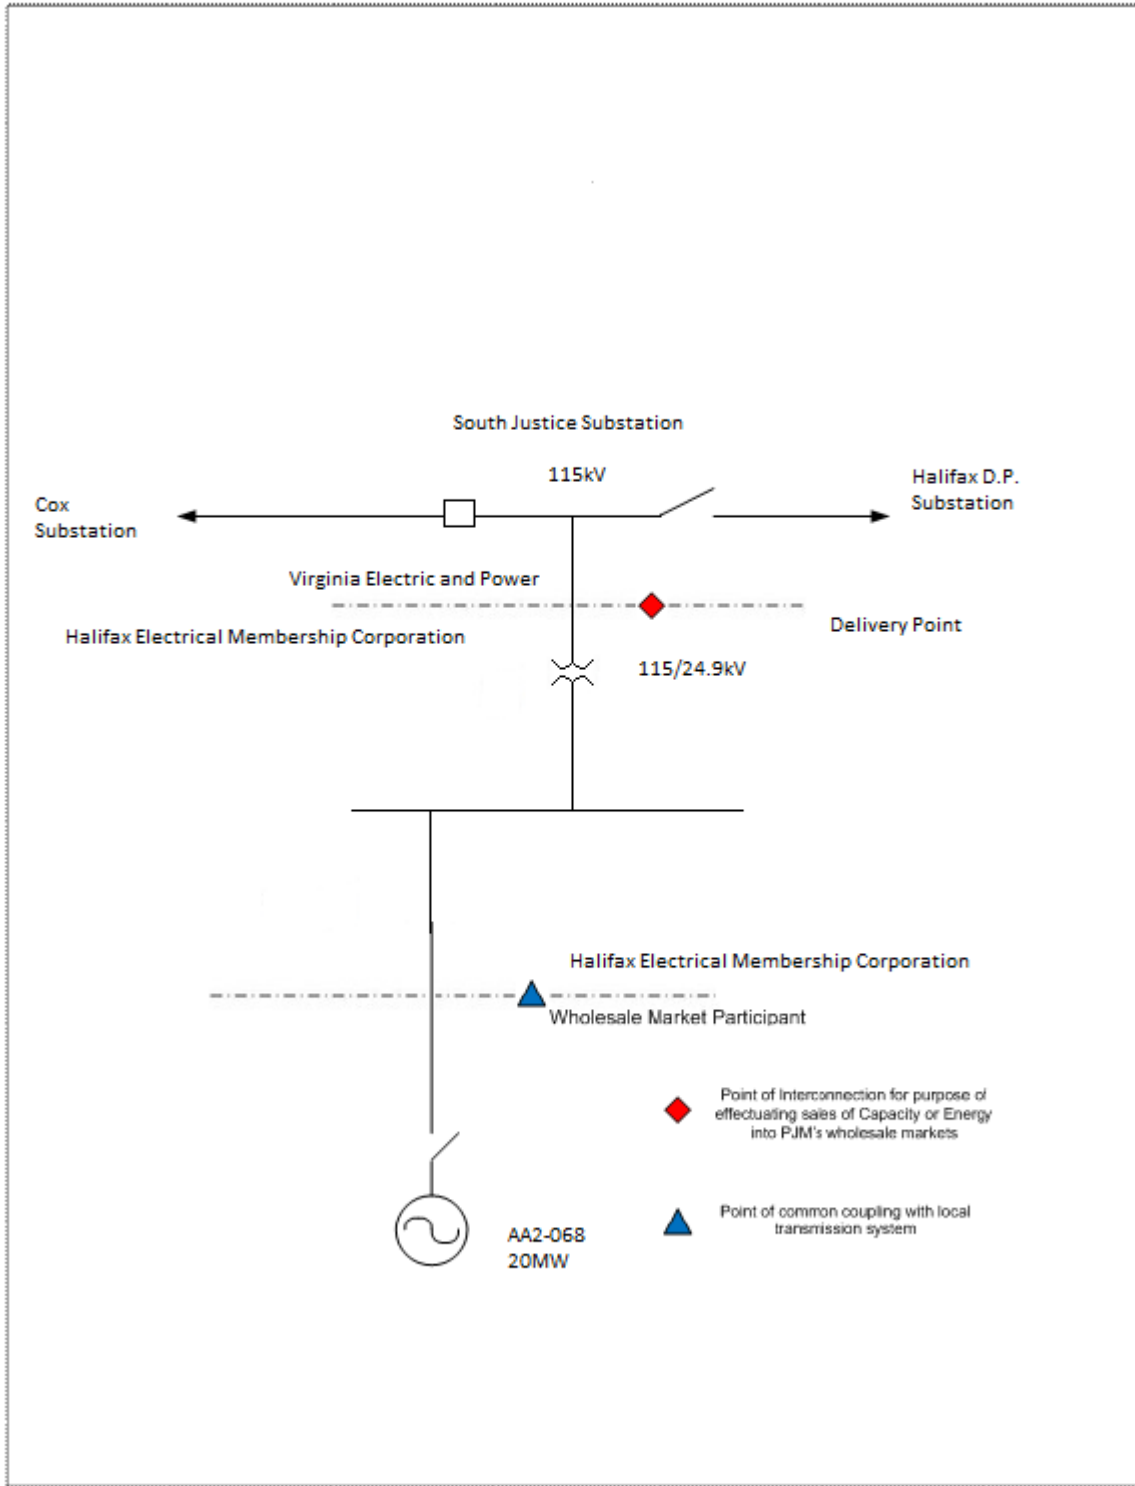 South Justice Substation
115kV
Halifax D.P.
Substation
Cox
Substation
Virginia Electric and Power
Delivery Point
Halifax Electrical Membership Corporation
115/24.9kV
Halifax Electrical Membership Corporation
Wholesale Market Participant
Point of Interconnection for purpose of
effectuating sales of Capacity or Energy
into PJM's wholesale markets
Point of common coupling with local
transmission system
AA2-068
20MW